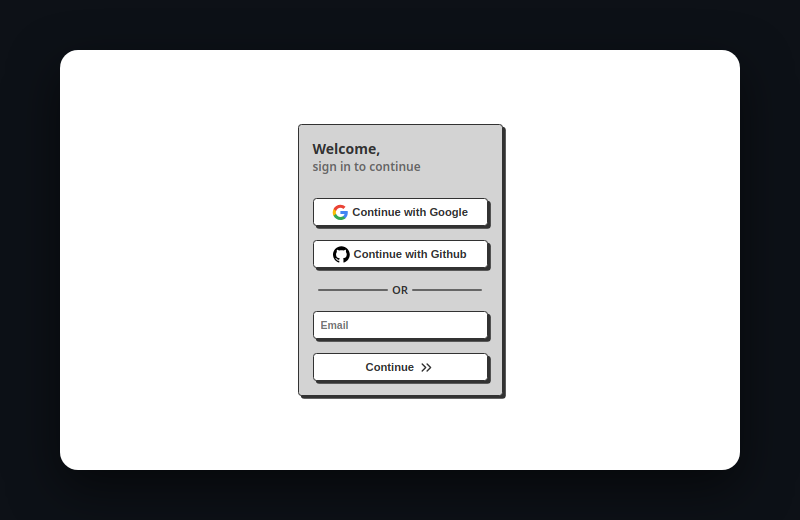 Welcome,
sign in to continue
Continue with Google
Continue with Github
OR
Email
Continue